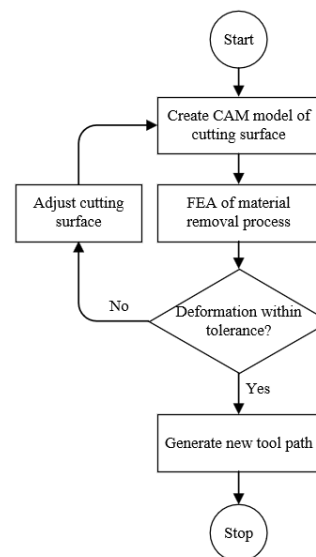 Start
Create CAM model of
cutting surface
Adjust cutting
surface
FEA of material
removal process
Deformation within
tolerance?
No
Yes
Generate new tool path
Stop